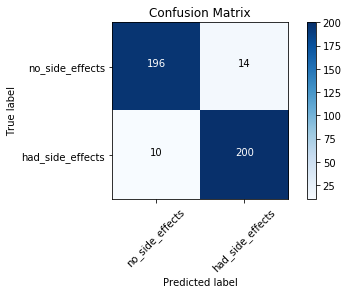 Confusion Matrix
True label
no_side_effects
had_side_effects
196
14
10
200
no_side_effects
had_side_effects
Predicted label
200
175
150
125
100
75
50
25